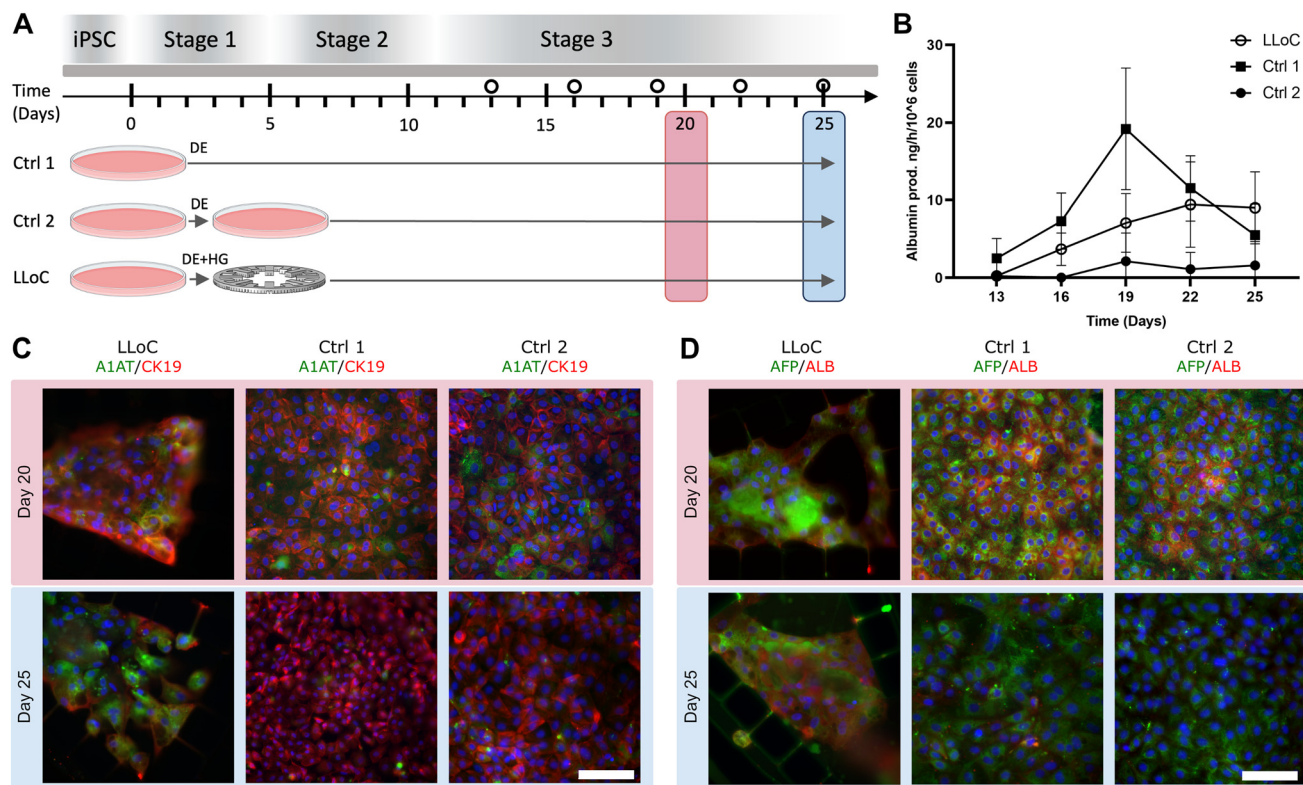 A
iPSC Stage 1 Stage 2 Stage 3
Time
(Days)
0 5 10 15 20 25
Ctrl 1
DE
Ctrl 2
DE
LLoC
DE+HG
B
Albumin prod. ng/h/10^6 cells
30
20
10
0
13 16 19 22 25
Time (Days)
LLoC
Ctrl 1
Ctrl 2
C
LLoC Ctrl 1 Ctrl 2
A1AT/CK19 A1AT/CK19 A1AT/CK19
Day 20
Day 25
D
LLoC Ctrl 1 Ctrl 2
AFP/ALB AFP/ALB AFP/ALB
Day 20
Day 25